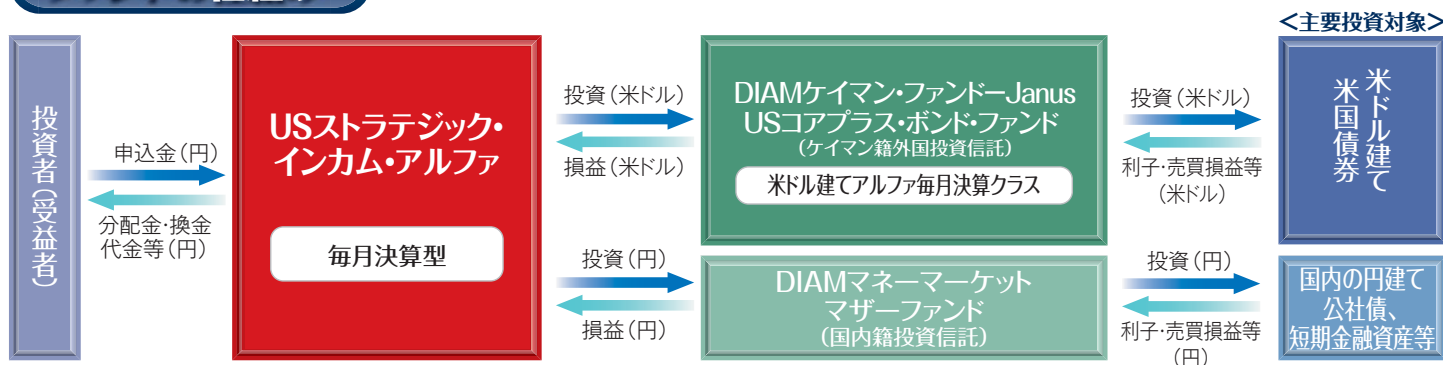 <主要投資対象>
投資者(受益者)
申込金(円)
分配金・換金
代金等(円)
USストラテジック・
インカム・アルファ
毎月決算型
投資(米ドル)
損益(米ドル)
投資(円)
損益(円)
DIAMケイマン・ファンドーJanus
USコアプラス・ボンド・ファンド
(ケイマン籍外国投資信託)
米ドル建てアルファ毎月決算クラス
DIAMマネーマーケット
マザーファンド
(国内籍投資信託)
投資(米ドル)
利子・売買損益等
(米ドル)
投資(円)
利子・売買損益等
(円)
米ドル建て
米国債券
国内の円建て
公社債、
短期金融資産等